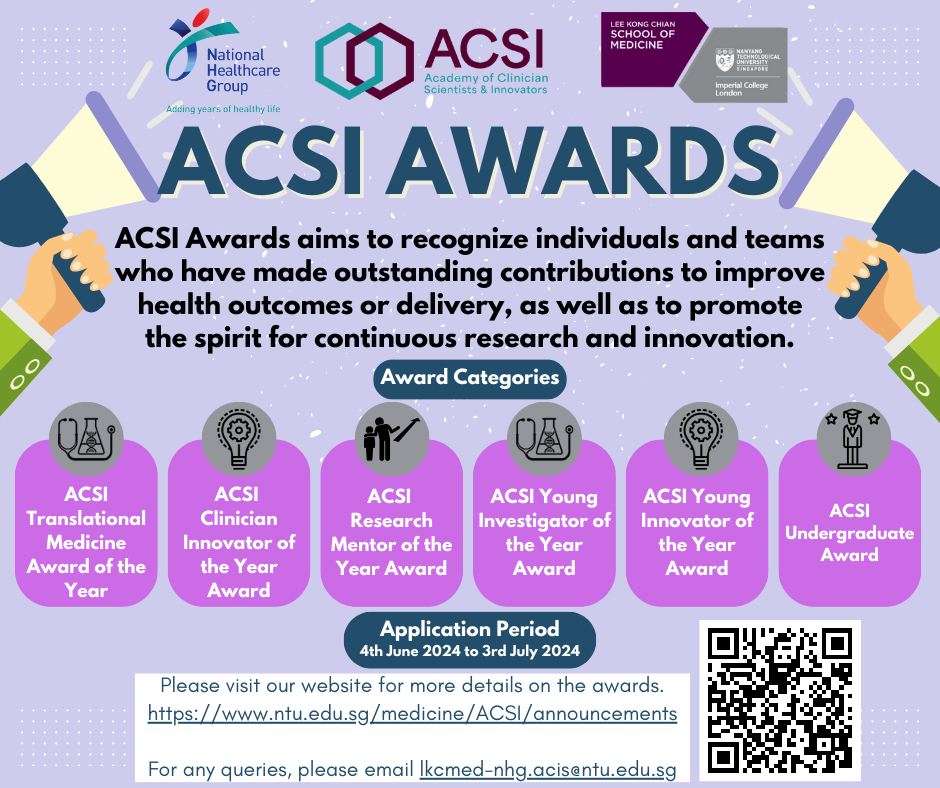 National
Healthcare
Group
Adding years of healthy life
ACSI
Academy of Clinician
Scientists & Innovators
LEE KONG CHIAN
SCHOOL OF
MEDICINE
NANYANG
TECHNOLOGICAL
UNIVERSITY
SINGAPORE
Imperial College
London
ACSI AWARDS
ACSI Awards aims to recognize individuals and teams
who have made outstanding contributions to improve
health outcomes or delivery, as well as to promote
the spirit for continuous research and innovation.
Award Categories
ACSI
Translational
Medicine
Award of the
Year
ACSI
Clinician
Innovator of
the Year
Award
ACSI
Research
Mentor of the
Year Award
ACSI Young
Investigator of
the Year
Award
ACSI Young
Innovator of
the Year
Award
ACSI
Undergraduate
Award
Application Period
4th June 2024 to 3rd July 2024
Please visit our website for more details on the awards.
https://www.ntu.edu.sg/medicine/ACSI/announcements
For any queries, please email lkcmed-nhg.acis@ntu.edu.sg